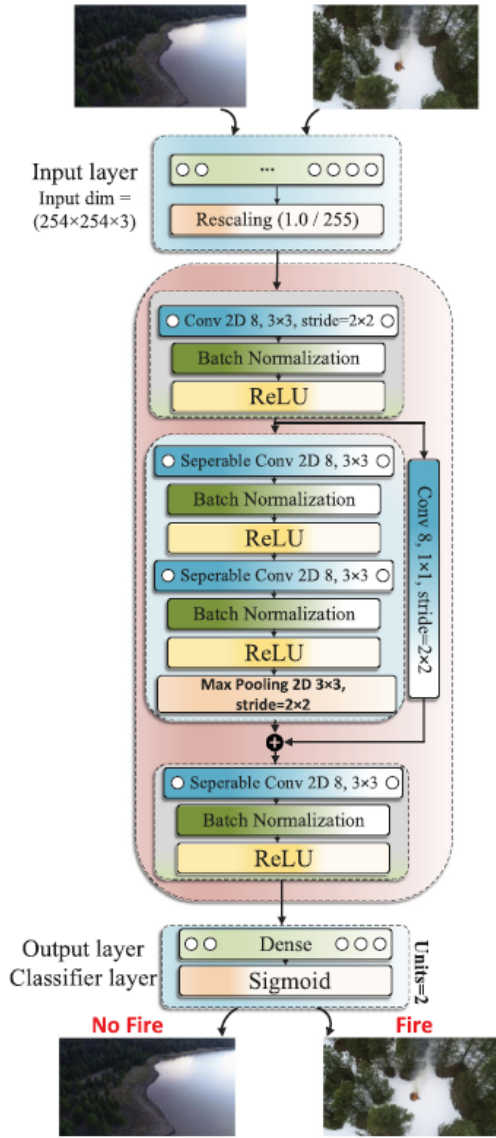 Input layer
Input dim =
(254×254×3)
...
Rescaling (1.0 / 255)
Conv 2D 8, 3×3, stride=2×2
Batch Normalization
ReLU
Seperable Conv 2D 8, 3×3
Batch Normalization
ReLU
Seperable Conv 2D 8, 3×3
Batch Normalization
ReLU
Max Pooling 2D 3×3,
stride=2×2
Conv 8, 1×1, stride=2×2
Seperable Conv 2D 8, 3×3
Batch Normalization
ReLU
Output layer
Classifier layer
Dense
Sigmoid
Units=2
No Fire
Fire